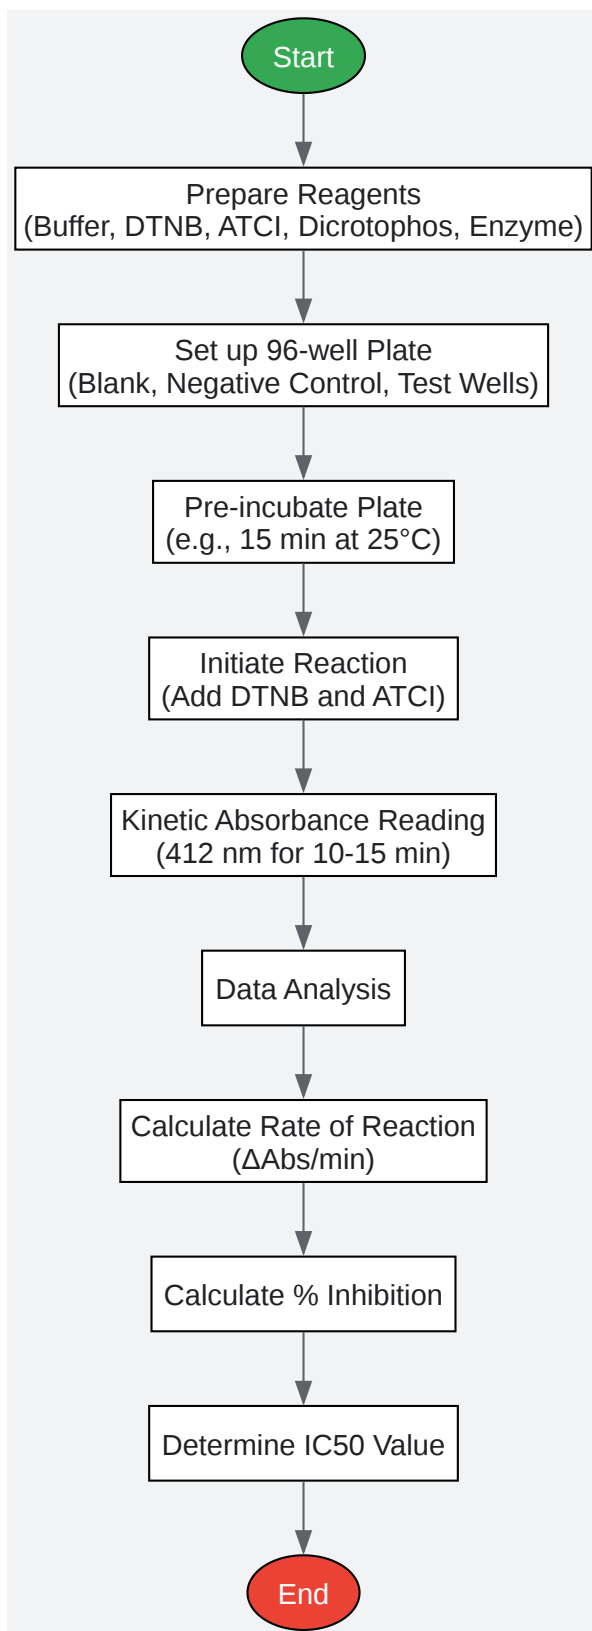 Start
Prepare Reagents
(Buffer, DTNB, ATCI, Dicrotophos, Enzyme)
Set up 96-well Plate
(Blank, Negative Control, Test Wells)
Pre-incubate Plate
(e.g., 15 min at 25°C)
Initiate Reaction
(Add DTNB and ATCI)
Kinetic Absorbance Reading
(412 nm for 10-15 min)
Data Analysis
Calculate Rate of Reaction
(ΔAbs/min)
Calculate % Inhibition
Determine IC50 Value
End